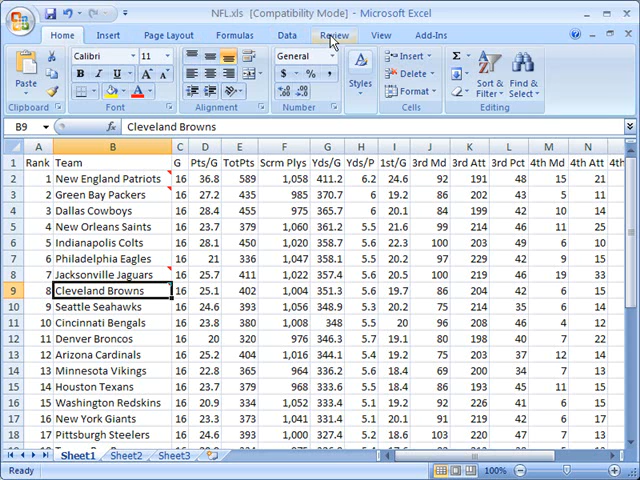 NFL.xls [Compatibility Mode] - Microsoft Excel
Home Insert Page Layout Formulas Data Review View Add-Ins
Paste Calibri 11 General Styles Insert Delete Format Sort & Filter Find & Select
Clipboard Font Alignment Number Cells Editing
B9 fx Cleveland Browns
A B C D E F G H I J K L M N
1 Rank Team G Pts/G TotPts Scrm Plys Yds/G Yds/P 1st/G 3rd Md 3rd Att 3rd Pct 4th Md 4th Att 4th
2 1 New England Patriots 16 36.8 589 1,058 411.2 6.2 24.6 92 191 48 15 21
3 2 Green Bay Packers 16 27.2 435 985 370.7 6 19.2 86 202 43 5 11
4 3 Dallas Cowboys 16 28.4 455 975 365.7 6 20.1 84 199 42 10 14
5 4 New Orleans Saints 16 23.7 379 1,060 361.2 5.5 21.6 99 214 46 11 25
6 5 Indianapolis Colts 16 28.1 450 1,020 358.7 5.6 22.3 100 203 49 6 10
7 6 Philadelphia Eagles 16 21 336 1,047 358.1 5.5 20.2 97 229 42 9 15
8 7 Jacksonville Jaguars 16 25.7 411 1,022 357.4 5.6 20.5 100 219 46 19 33
9 8 Cleveland Browns 16 25.1 402 1,004 351.3 5.6 19.7 86 204 42 6 13
10 9 Seattle Seahawks 16 24.6 393 1,056 348.9 5.3 20.2 75 214 35 6 14
11 10 Cincinnati Bengals 16 23.8 380 1,008 348 5.5 20 96 208 46 4 12
12 11 Denver Broncos 16 20 320 976 346.3 5.7 19.1 80 198 40 7 22
13 12 Arizona Cardinals 16 25.2 404 1,016 344.1 5.4 19.2 75 203 37 12 14
14 13 Minnesota Vikings 16 22.8 365 964 336.2 5.6 18.4 69 200 34 7 13
15 14 Houston Texans 16 23.7 379 968 333.6 5.5 18.4 86 193 45 11 15
16 15 Washington Redskins 16 20.9 334 1,052 333.4 5.1 19.2 92 226 41 6 15
17 16 New York Giants 16 23.3 373 1,041 331.4 5.1 20.1 91 219 42 6 17
18 17 Pittsburgh Steelers 16 24.6 393 1,000 327.2 5.2 18.6 103 220 47 7 13
Sheet1 Sheet2 Sheet3
Ready 100%